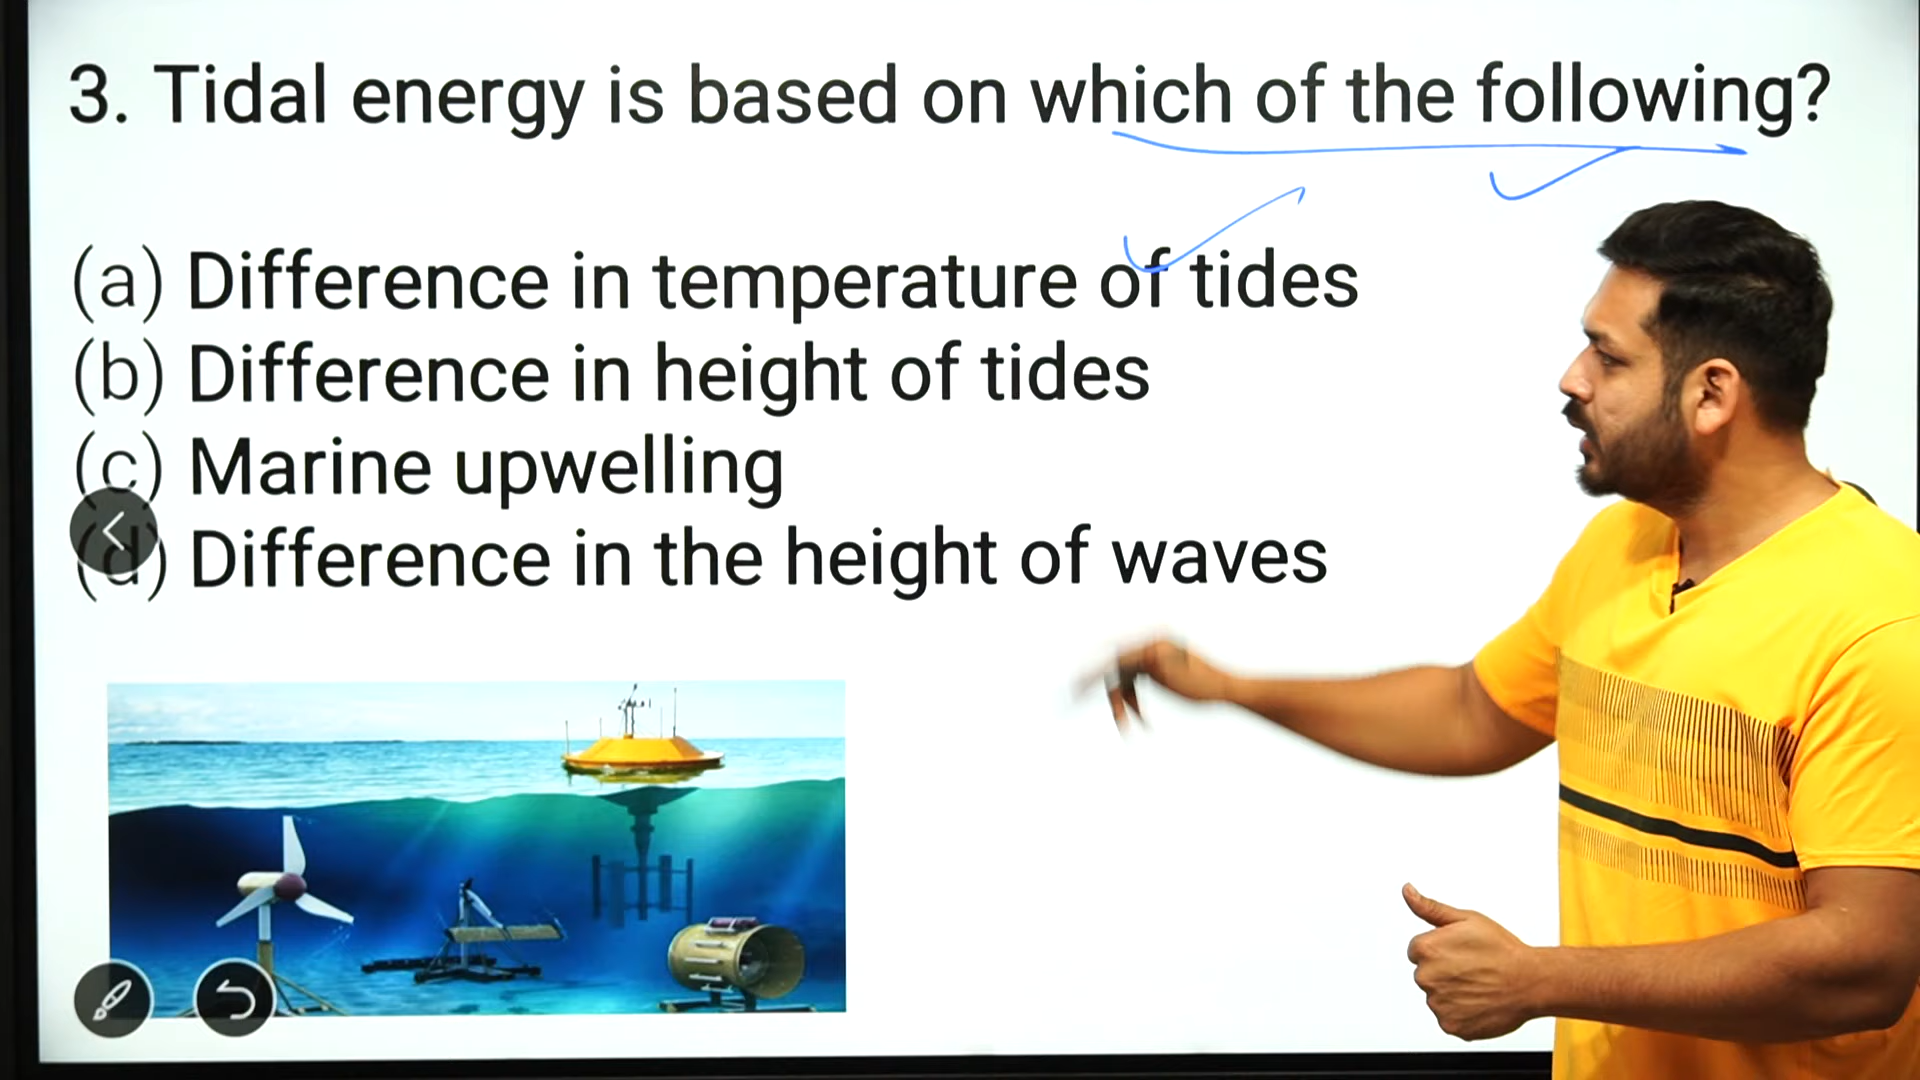 3. Tidal energy is based on which of the following?
(a) Difference in temperature of tides
(b) Difference in height of tides
(c) Marine upwelling
(d) Difference in the height of waves